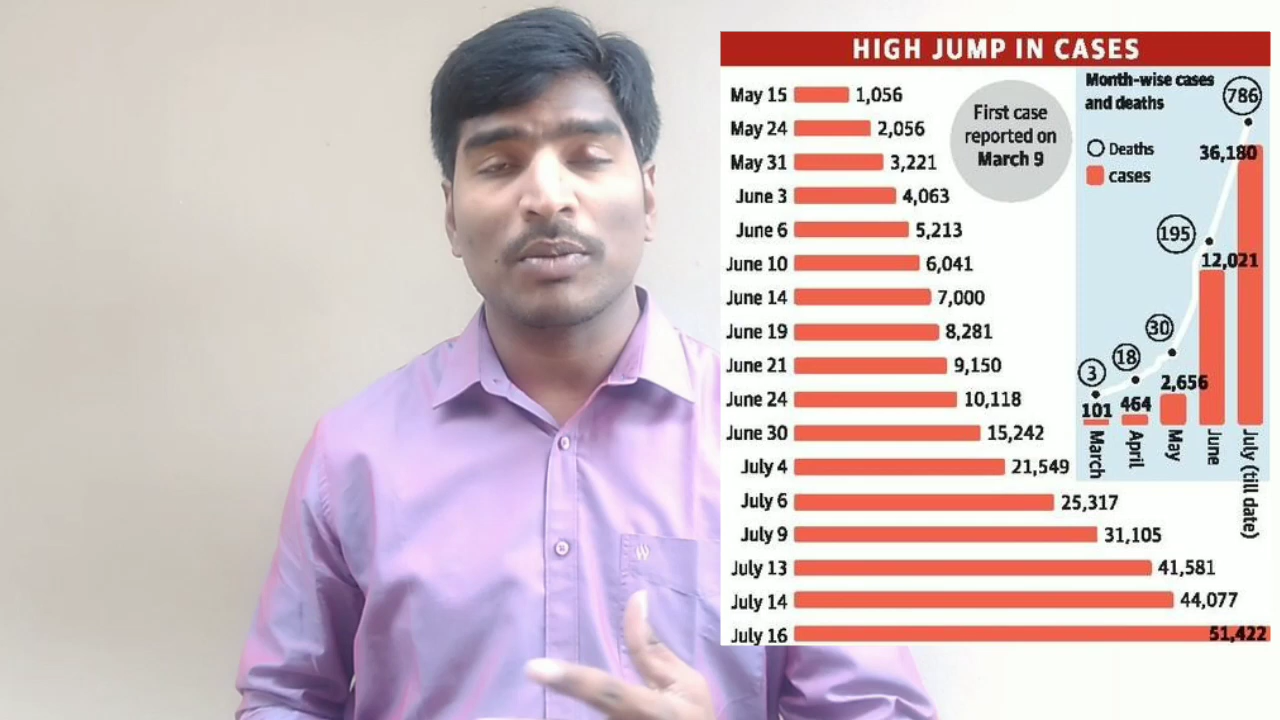 HIGH JUMP IN CASES
May 15 1,056
May 24 2,056
May 31 3,221
June 3 4,063
June 6 5,213
June 10 6,041
June 14 7,000
June 19 8,281
June 21 9,150
June 24 10,118
June 30 15,242
July 4 21,549
July 6 25,317
July 9 31,105
July 13 41,581
July 14 44,077
July 16 51,422
First case
reported on
March 9
Month-wise cases
and deaths
Deaths
cases
3
18
30
195
786
101
464
2,656
12,021
36,180
March
April
May
June
July (till date)
W